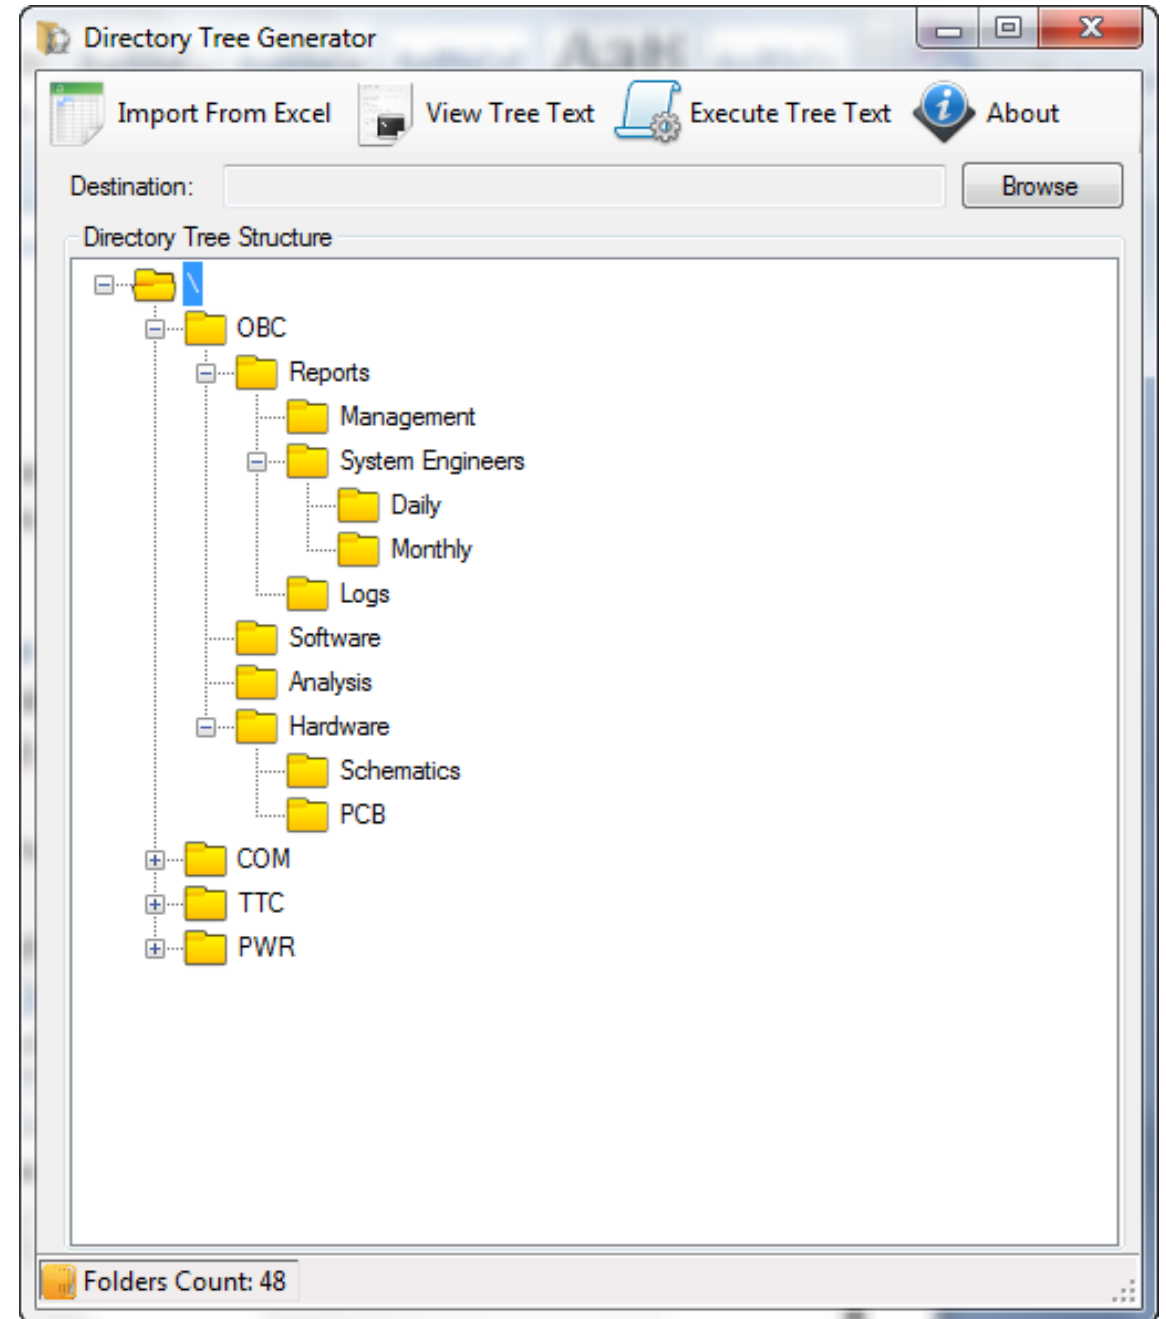 Directory Tree Generator
Import From Excel View Tree Text Execute Tree Text About
Destination: Browse
Directory Tree Structure
\
OBC
Reports
Management
System Engineers
Daily
Monthly
Logs
Software
Analysis
Hardware
Schematics
PCB
COM
TTC
PWR
Folders Count: 48